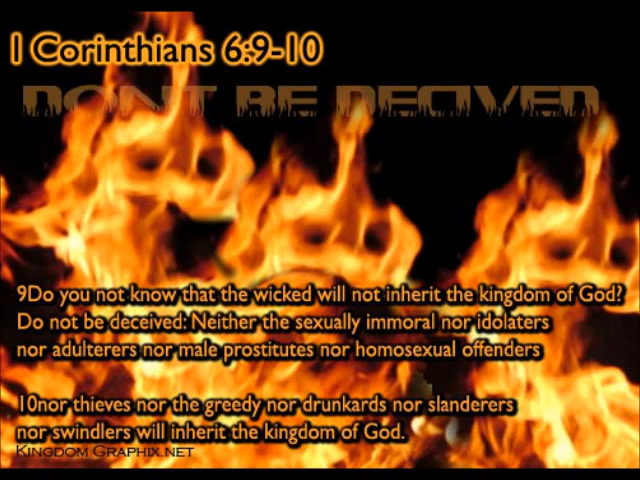 1 Corinthians 6:9-10
DON'T BE DECIVED
9Do you not know that the wicked will not inherit the kingdom of God?
Do not be deceived: Neither the sexually immoral nor idolaters
nor adulterers nor male prostitutes nor homosexual offenders
10nor thieves nor the greedy nor drunkards nor slanderers
nor swindlers will inherit the kingdom of God.
KINGDOM GRAPHIX.NET